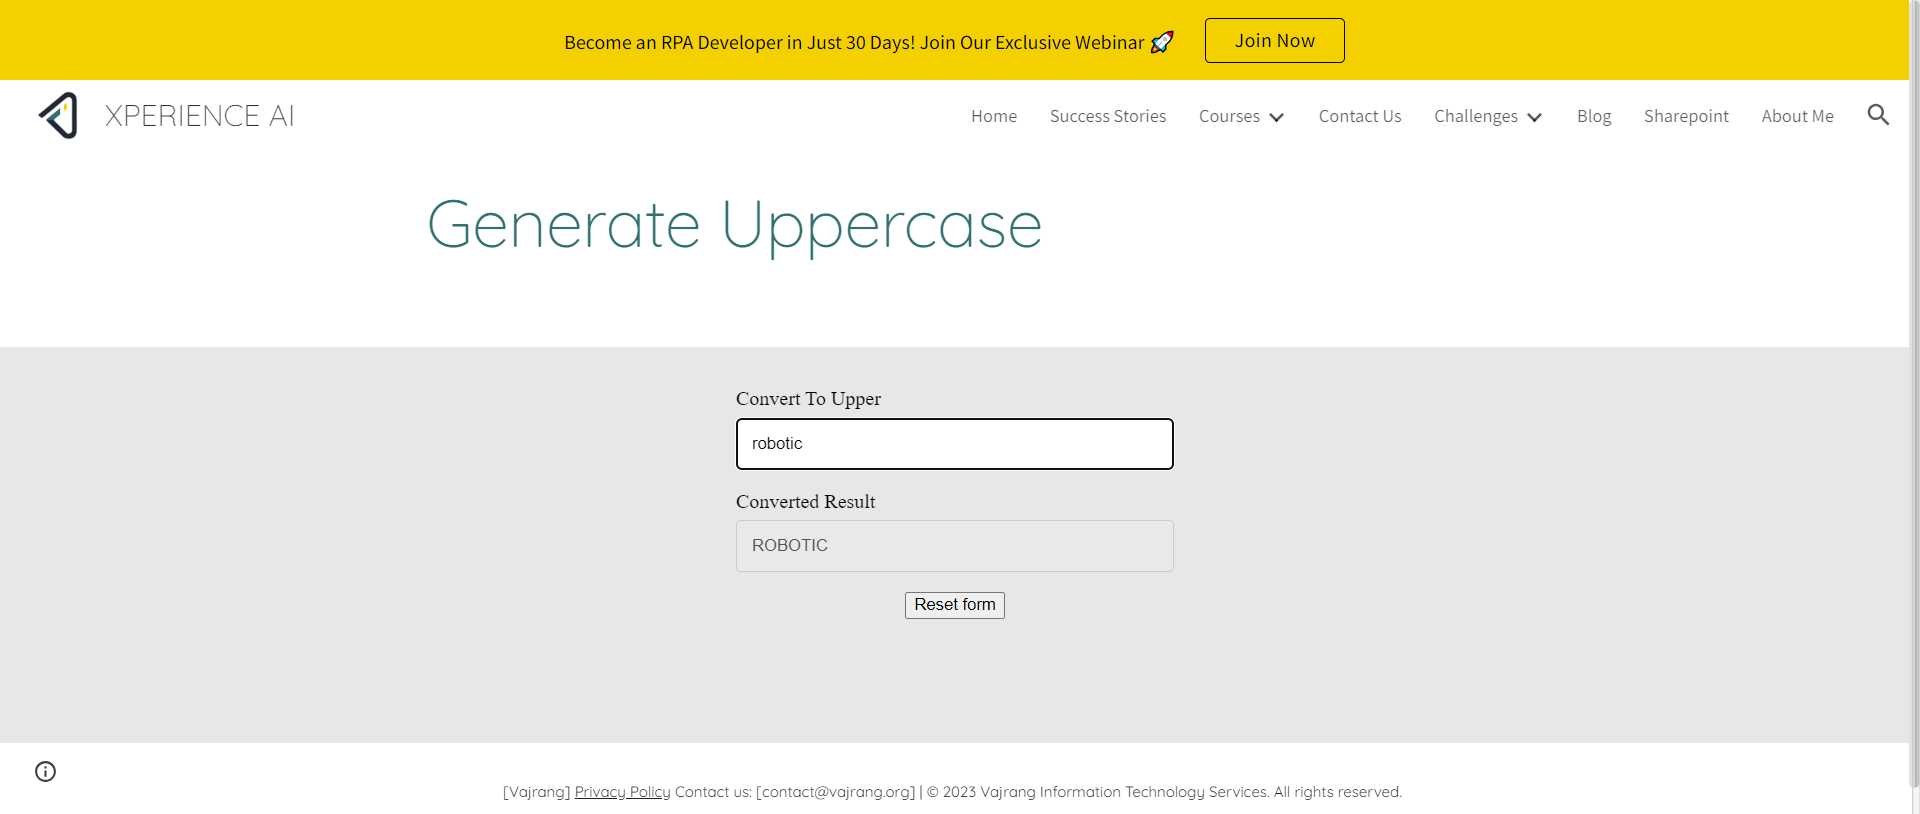 Become an RPA Developer in Just 30 Days! Join Our Exclusive Webinar 🚀 Join Now
XPERIENCE AI Home Success Stories Courses Contact Us Challenges Blog Sharepoint About Me
Generate Uppercase
Convert To Upper
robotic
Converted Result
ROBOTIC
Reset form
[Vajrang] Privacy Policy Contact us: [contact@vajrang.org] | © 2023 Vajrang Information Technology Services. All rights reserved.